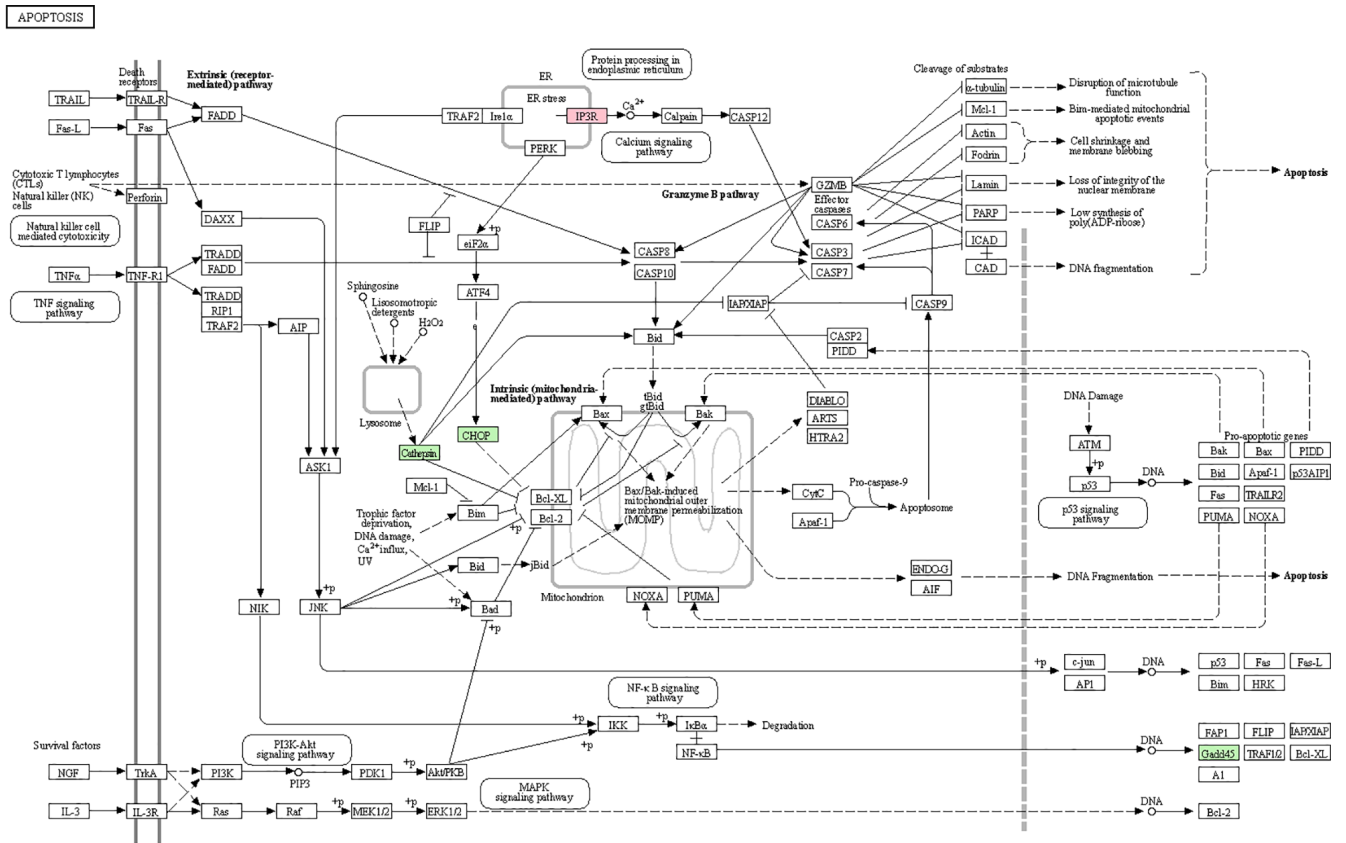 APOPTOSIS
Protein processing in
endoplasmic reticulum
Death
receptors
Extrinsic (receptor-
mediated) pathway
ER
ER stress
Cleavage of substrates
TRAIL
TRAIL-R
FADD
Fas-L
Fas
TRAF2
Ire1α
IP3R
Ca2+
Calpain
CASP12
PERK
Calcium signaling
pathway
α-tubulin
Disruption of microtubule
function
Mcl-1
Bim-mediated mitochondrial
apoptotic events
Actin
Fodrin
Cell shrinkage and
membrane blebbing
Lamin
Loss of integrity of the
nuclear membrane
PARP
Low synthesis of
poly(ADP-ribose)
ICAD
CAD
DNA fragmentation
Apoptosis
Cytotoxic T lymphocytes
(CTLs)
Natural killer (NK)
cells
Perforin
Natural killer cell
mediated cytotoxicity
DAXX
Granzyme B pathway
GZMB
Effector
caspases
CASP6
CASP3
CASP7
FLIP
+p
eiF2α
CASP8
CASP10
TNFα
TNF-R1
TRADD
FADD
TNF signaling
pathway
TRADD
RIP1
TRAF2
AIP
ATF4
e
Sphingosine
Lisosomotropic
detergents
H2O2
IAP/XIAP
CASP9
Bid
CASP2
PIDD
Lysosome
Intrinsic (mitochondria-
mediated) pathway
tBid
gtBid
Bax
Bak
DIABLO
ARTS
HTRA2
CHOP
Cathepsin
DNA Damage
ATM
+p
p53
DNA
p53 signaling
pathway
Pro-apoptotic genes
Bak
Bax
PIDD
Bid
Apaf-1
p53AIP1
Fas
TRAILR2
PUMA
NOXA
ASK1
Mcl-1
Bim
Bcl-XL
Bcl-2
+p
Bax/Bak-induced
mitochondrial outer
membrane permeabilization
(MOMP)
CytC
Apaf-1
Pro-caspase-9
Apoptosome
Trophic factor
deprivation,
DNA damage,
Ca2+ influx,
UV
Bid
jBid
Mitochondrion
NOXA
PUMA
ENDO-G
AIF
DNA Fragmentation
Apoptosis
NIK
+p
JNK
+p
Bad
+p
+p
c-jun
AP1
DNA
p53
Fas
Fas-L
Bim
HRK
NF-κB signaling
pathway
+p
IKK
+p
+p
IκBα
Degradation
NF-κB
DNA
FAP1
FLIP
IAP/XIAP
Gadd45
TRAF1/2
Bcl-XL
A1
Survival factors
PI3K-Akt
signaling pathway
NGF
TrkA
PI3K
PIP3
PDK1
+p
Akt/PKB
MAPK
signaling pathway
IL-3
IL-3R
Ras
Raf
+p
MEK1/2
+p
ERK1/2
DNA
Bcl-2